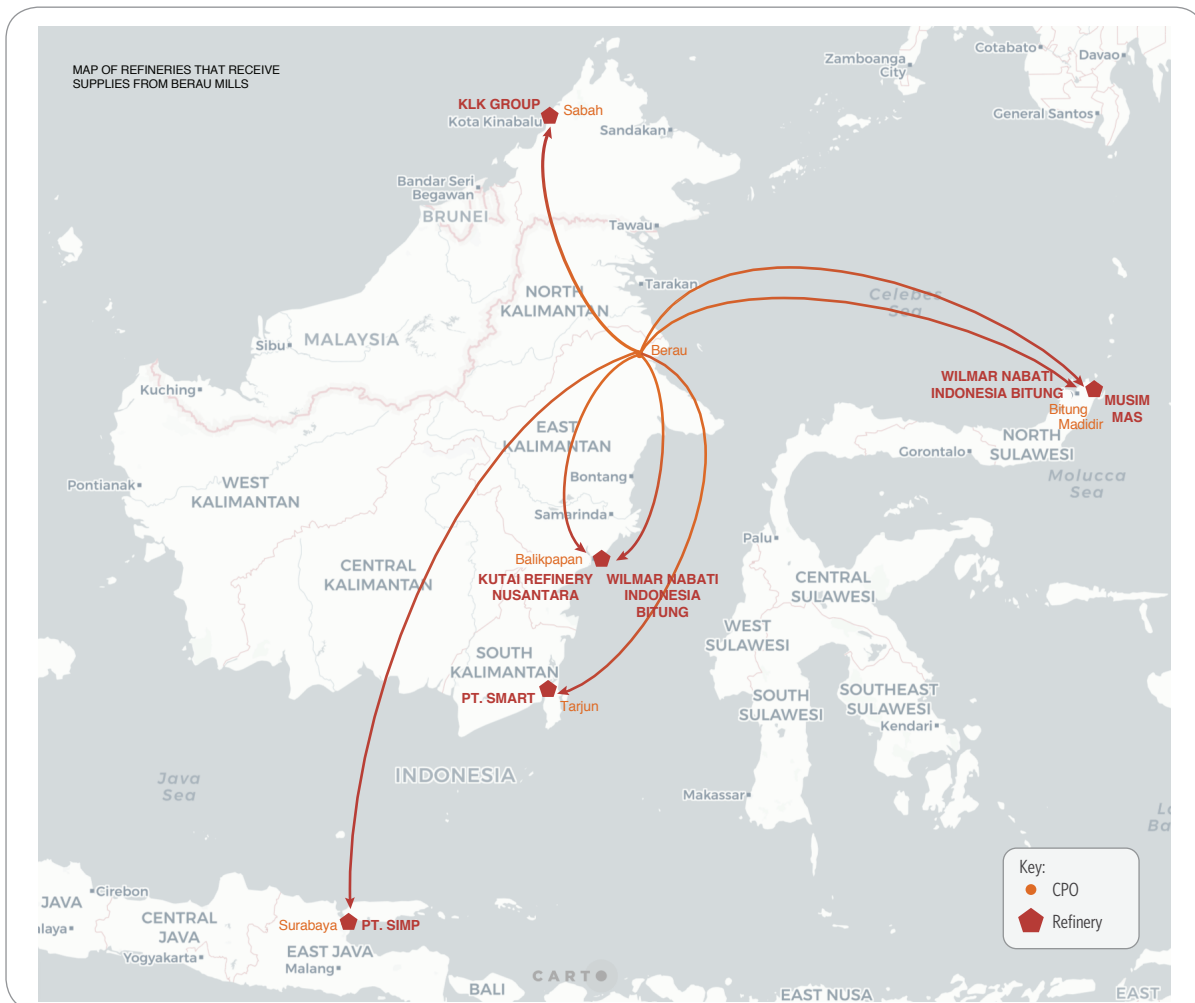 MAP OF REFINERIES THAT RECEIVE
SUPPLIES FROM BERAU MILLS
Cotabato
Davao
Zamboanga
City
General Santos
KLK GROUP
Sabah
Kota Kinabalu
Sandakan
Bandar Seri
Begawan
BRUNEI
Tawau
Tarakan
NORTH
KALIMANTAN
Celebes
Sea
MALAYSIA
Sibu
Berau
Kuching
WILMAR NABATI
INDONESIA BITUNG
MUSIM
MAS
Bitung
Madidir
NORTH
SULAWESI
Gorontalo
Molucca
Sea
EAST
KALIMANTAN
Bontang
WEST
KALIMANTAN
Pontianak
Samarinda
Palu
Balikpapan
KUTAI REFINERY
NUSANTARA
WILMAR NABATI
INDONESIA
BITUNG
CENTRAL
KALIMANTAN
CENTRAL
SULAWESI
WEST
SULAWESI
SOUTH
KALIMANTAN
PT. SMART
Tarjun
SOUTH
SULAWESI
SOUTHEAST
SULAWESI
Kendari
INDONESIA
Java
Sea
Makassar
Key:
CPO
Refinery
JAVA
Cirebon
CENTRAL
JAVA
Surabaya
PT. SIMP
EAST JAVA
Yogyakarta
Malang
CARTO
BALI
EAST NUSA
EAST